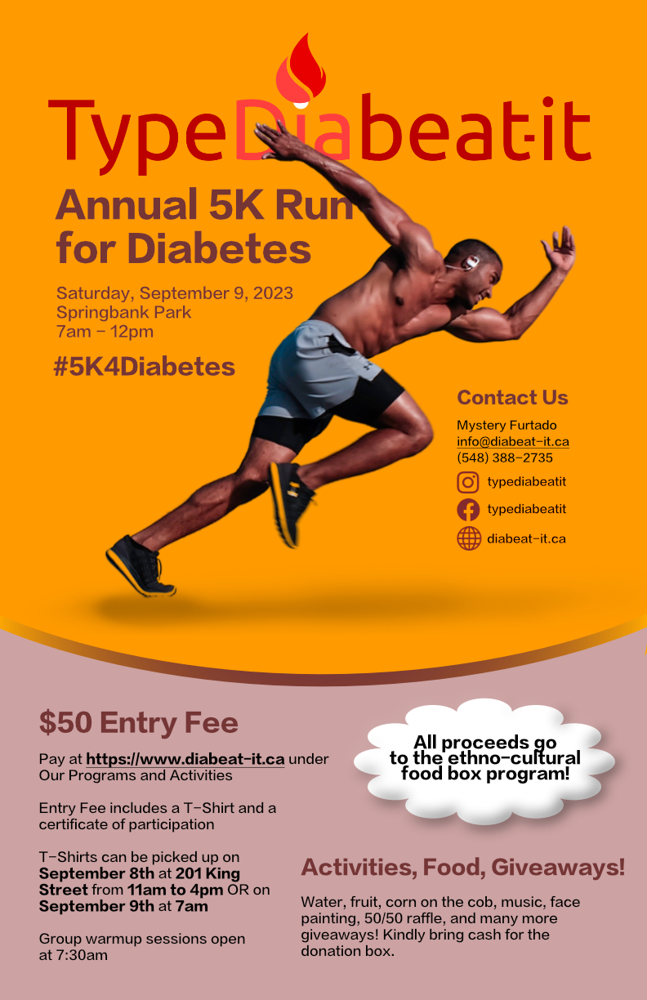 TypeDiabeat-it
Annual 5K Run
for Diabetes
Saturday, September 9, 2023
Springbank Park
7am – 12pm
#5K4Diabetes
Contact Us
Mystery Furtado
info@diabeat-it.ca
(548) 388-2735
typediabeatit
typediabeatit
diabeat-it.ca
$50 Entry Fee
Pay at https://www.diabeat-it.ca under
Our Programs and Activities
Entry Fee includes a T-Shirt and a
certificate of participation
T-Shirts can be picked up on
September 8th at 201 King
Street from 11am to 4pm OR on
September 9th at 7am
Group warmup sessions open
at 7:30am
All proceeds go
to the ethno-cultural
food box program!
Activities, Food, Giveaways!
Water, fruit, corn on the cob, music, face
painting, 50/50 raffle, and many more
giveaways! Kindly bring cash for the
donation box.